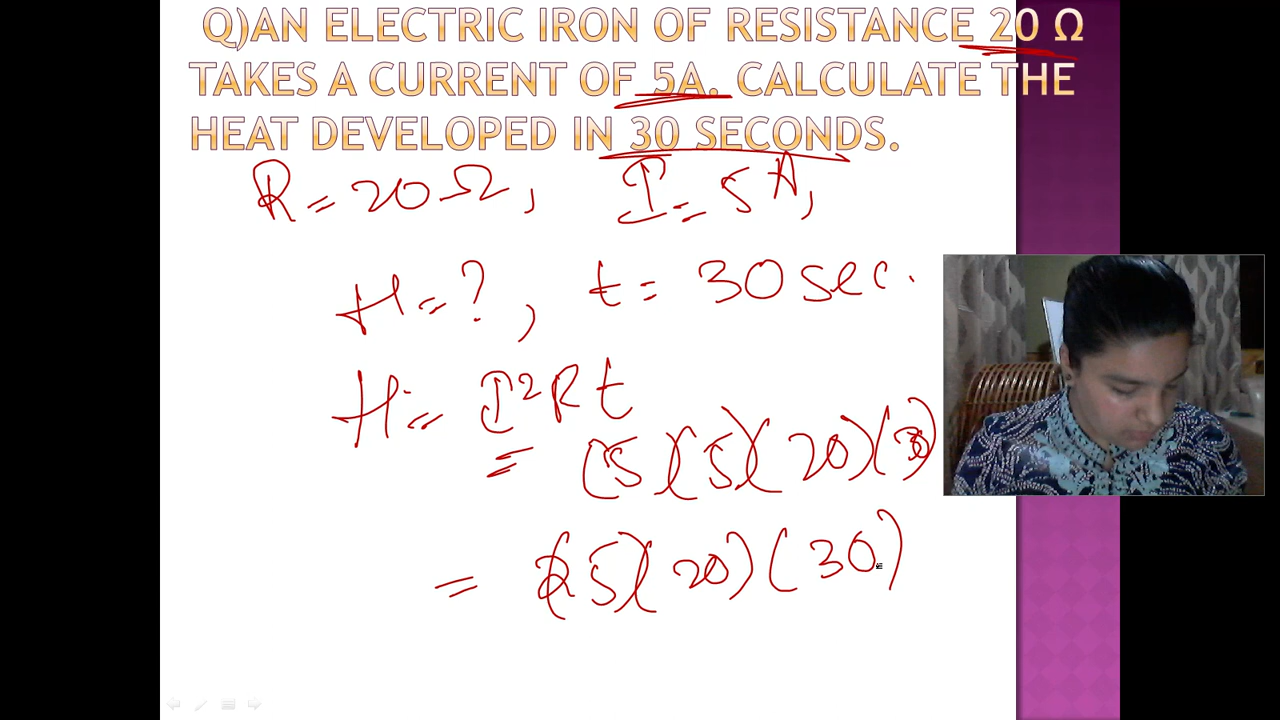 Q)AN ELECTRIC IRON OF RESISTANCE 20 Ω
TAKES A CURRENT OF 5A. CALCULATE THE
HEAT DEVELOPED IN 30 SECONDS.
R = 20Ω, I = 5A,
H = ?, t = 30 sec.
H = I²Rt
= (5)(5)(20)(30)
= (25)(20)(30)